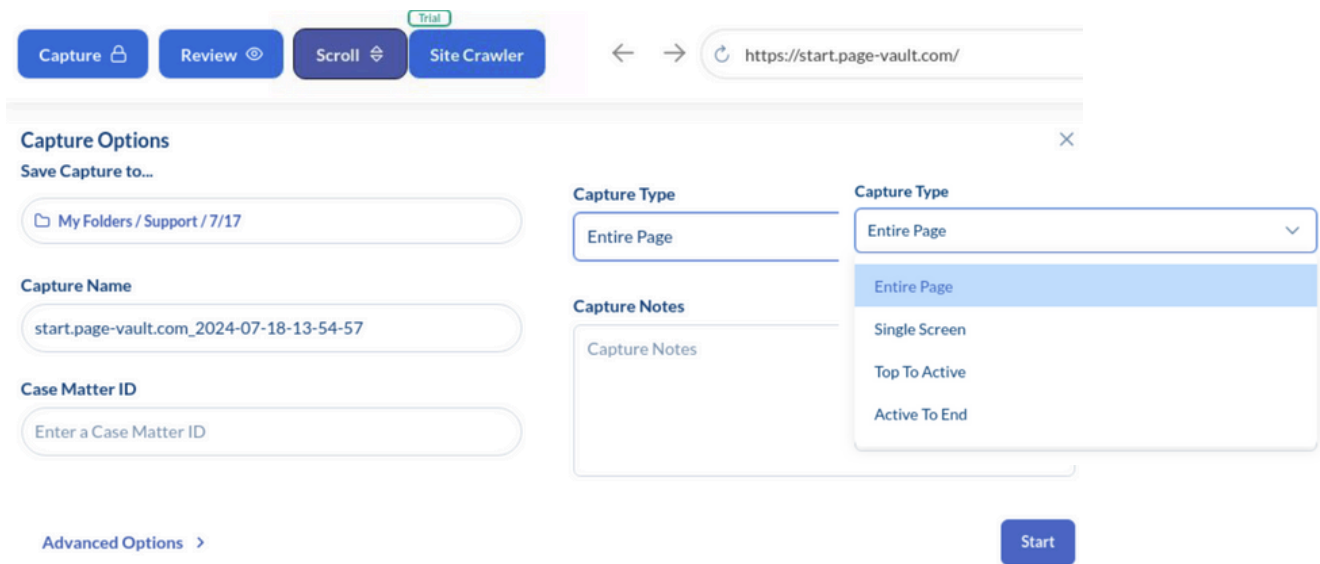 Trial
Capture Review Scroll Site Crawler https://start.page-vault.com/
Capture Options
Save Capture to...
My Folders / Support / 7/17
Capture Name
start.page-vault.com_2024-07-18-13-54-57
Case Matter ID
Enter a Case Matter ID
Capture Type
Entire Page
Capture Notes
Capture Notes
Capture Type
Entire Page
Entire Page
Single Screen
Top To Active
Active To End
Advanced Options
Start